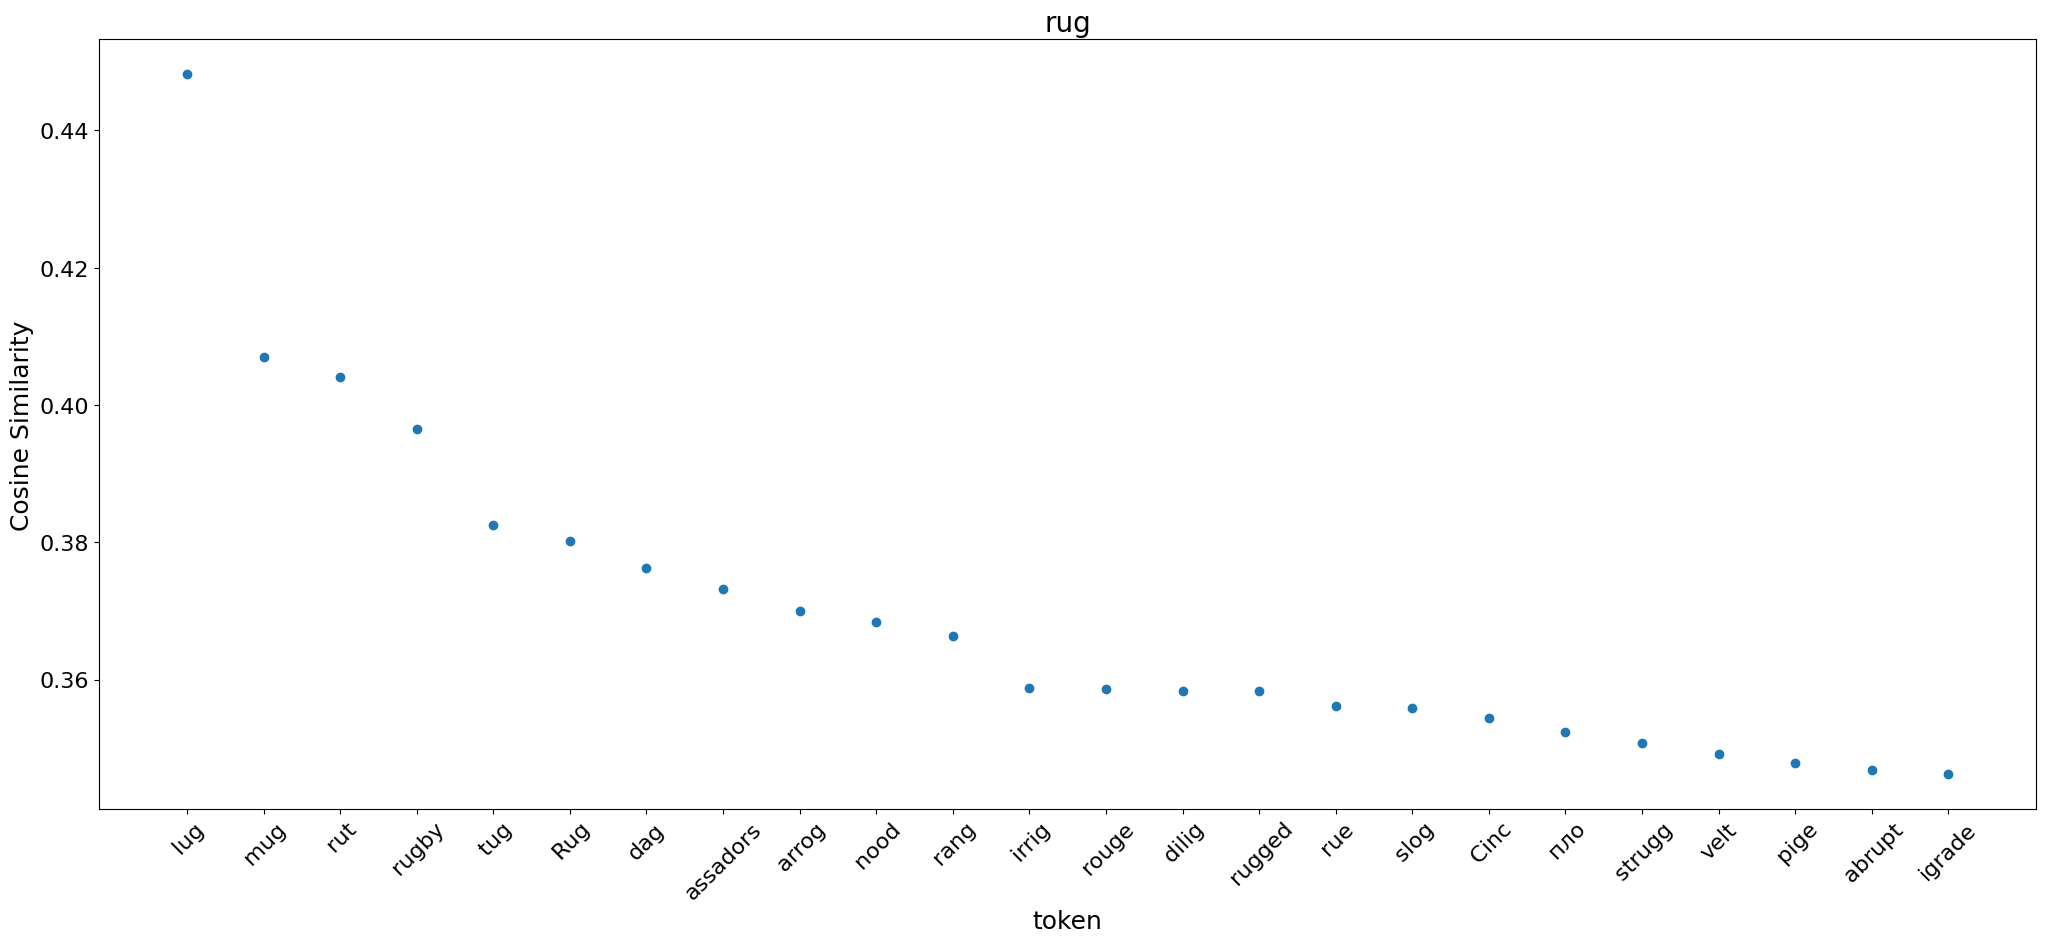 rug
Cosine Similarity
0.44
0.42
0.40
0.38
0.36
lug
mug
rut
rugby
tug
Rug
dag
assadors
arrog
nood
rang
irrig
rouge
dilig
rugged
rue
slog
Cinc
пло
strugg
velt
pige
abrupt
igrade
token